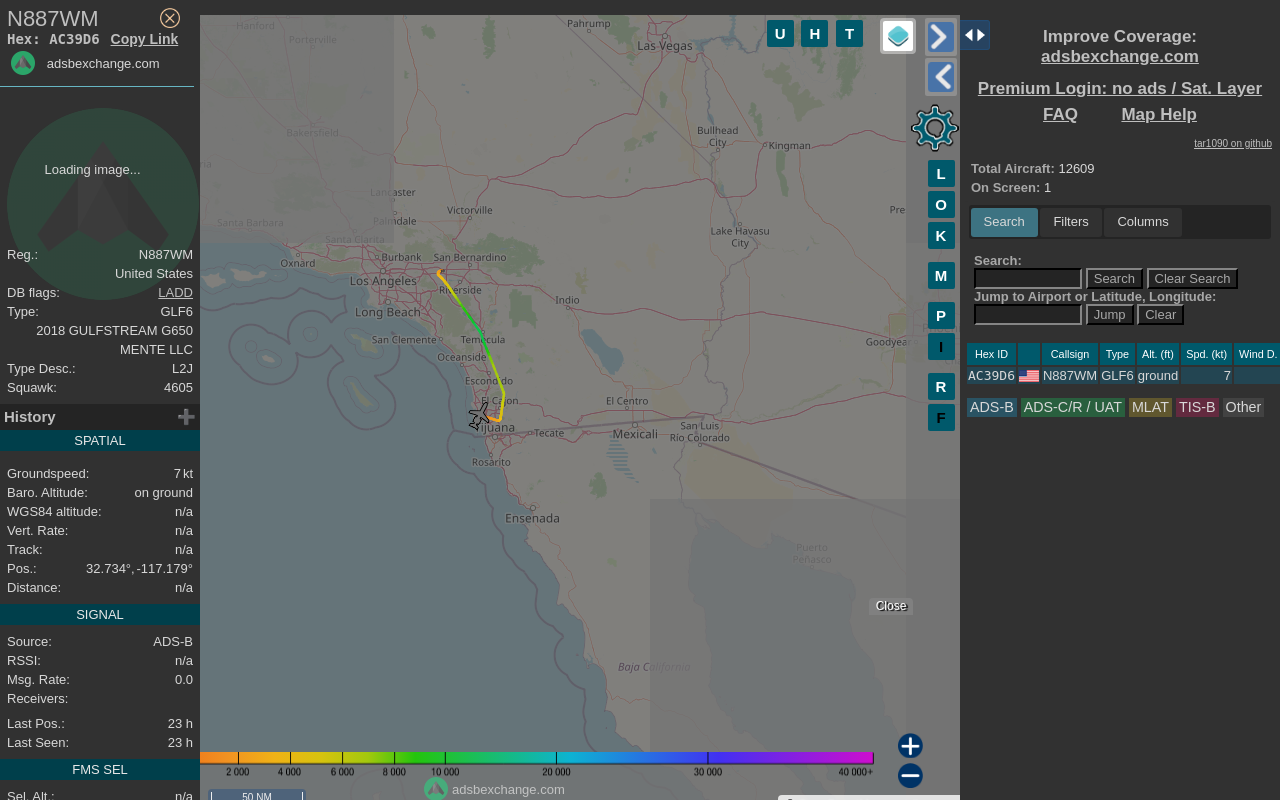 N887WM
Hex: AC39D6 Copy Link
adsbexchange.com
Loading image...
Reg.: N887WM
United States
DB flags: LADD
Type: GLF6
2018 GULFSTREAM G650
MENTE LLC
Type Desc.: L2J
Squawk: 4605
History
SPATIAL
Groundspeed: 7 kt
Baro. Altitude: on ground
WGS84 altitude: n/a
Vert. Rate: n/a
Track: n/a
Pos.: 32.734°, -117.179°
Distance: n/a
SIGNAL
Source: ADS-B
RSSI: n/a
Msg. Rate: 0.0
Receivers:
Last Pos.: 23 h
Last Seen: 23 h
FMS SEL
Sel. Alt.: n/a
Hanford
Porterville
Pahrump
Las Vegas
Bakersfield
Bullhead
City
Kingman
Lancaster
Palmdale
Victorville
Santa Barbara
Santa Clarita
Lake Havasu
City
Oxnard
Burbank
San Bernardino
Los Angeles
Riverside
Long Beach
Indio
San Clemente
Temecula
Goodyear
Oceanside
Escondido
El Cajon
El Centro
Tijuana
Tecate
Mexicali
San Luis
Río Colorado
Rosarito
Ensenada
Puerto
Peñasco
Baja California
U H T
L
O
K
M
P
I
R
F
Close
2 000 4 000 6 000 8 000 10 000 20 000 30 000 40 000+
adsbexchange.com
50 NM
Improve Coverage:
adsbexchange.com
Premium Login: no ads / Sat. Layer
FAQ Map Help
tar1090 on github
Total Aircraft: 12609
On Screen: 1
Search Filters Columns
Search:
Search Clear Search
Jump to Airport or Latitude, Longitude:
Jump Clear
Hex ID Callsign Type Alt. (ft) Spd. (kt) Wind D.
AC39D6 N887WM GLF6 ground 7
ADS-B ADS-C/R / UAT MLAT TIS-B Other